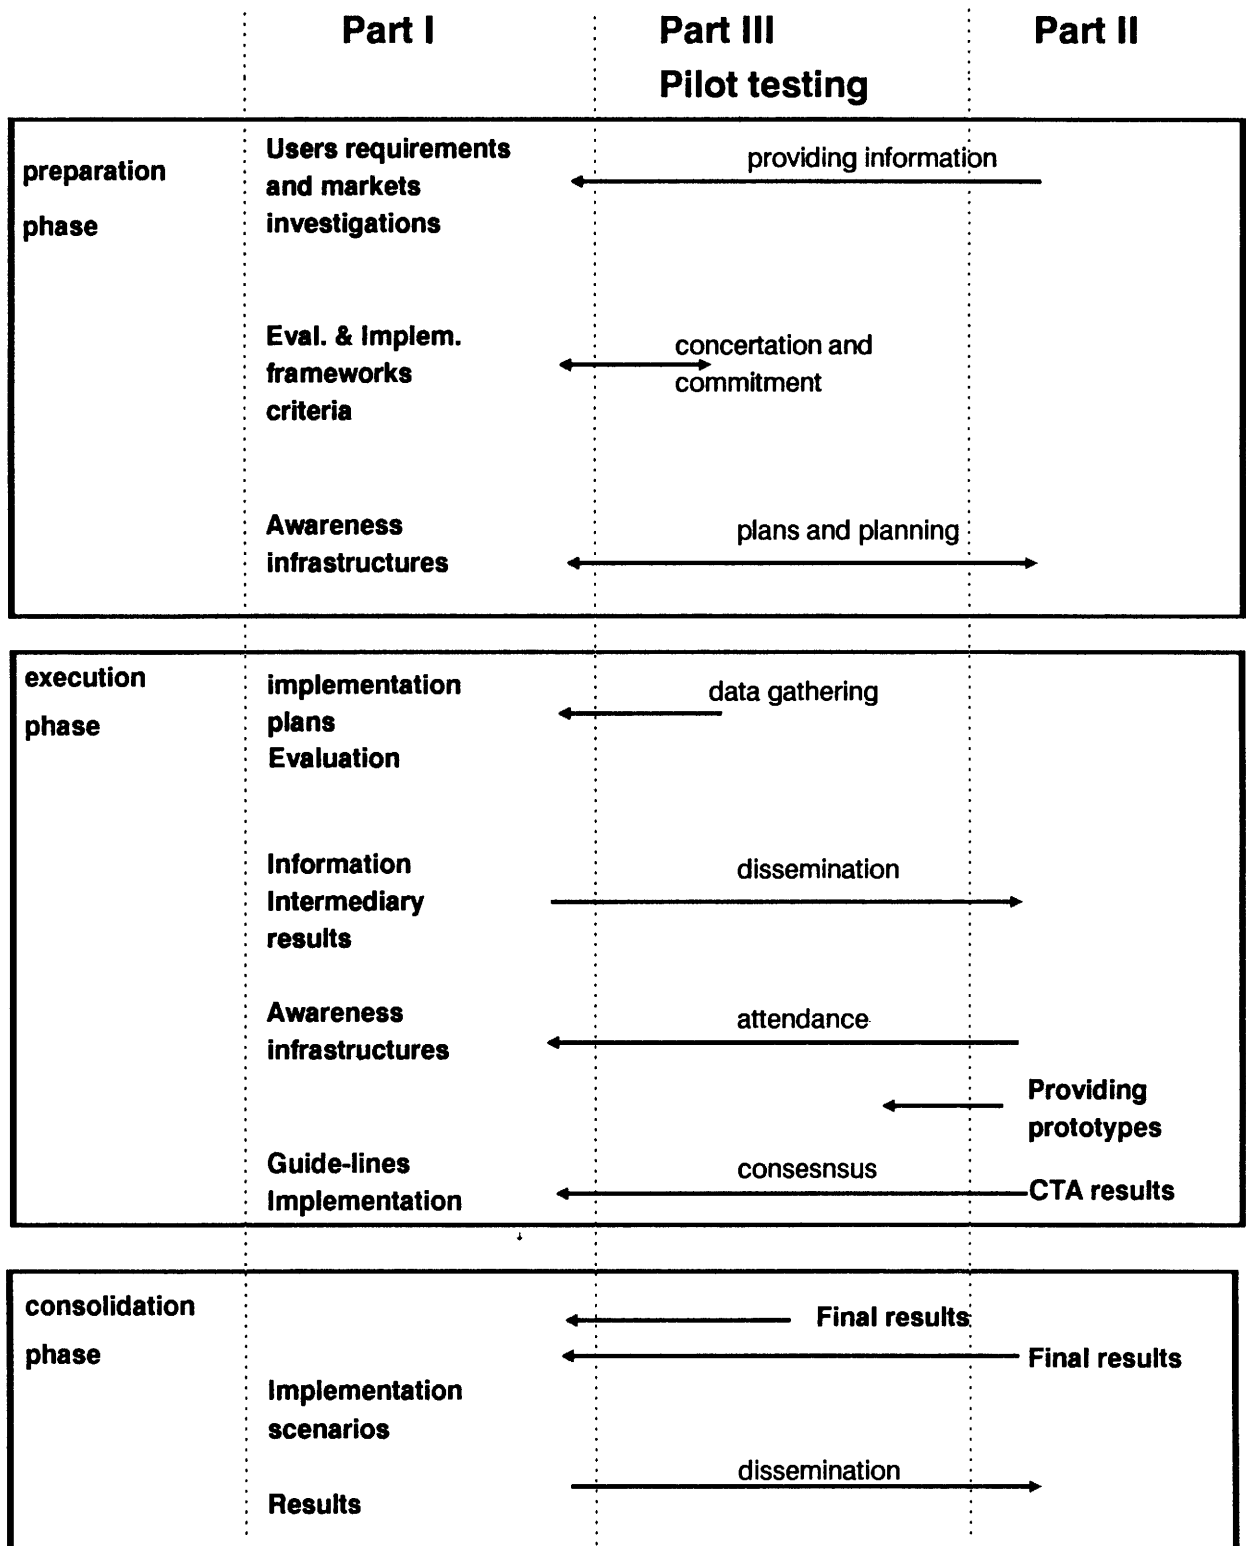 Part I
Part III
Part II
Pilot testing
preparation
phase
Users requirements
and markets
investigations
providing information
Eval. & Implem.
frameworks
criteria
concertation and
commitment
Awareness
infrastructures
plans and planning
execution
phase
implementation
plans
Evaluation
data gathering
Information
Intermediary
results
dissemination
Awareness
infrastructures
attendance
Providing
prototypes
Guide-lines
Implementation
consesnsus
CTA results
consolidation
phase
Final results
Final results
Implementation
scenarios
Results
dissemination